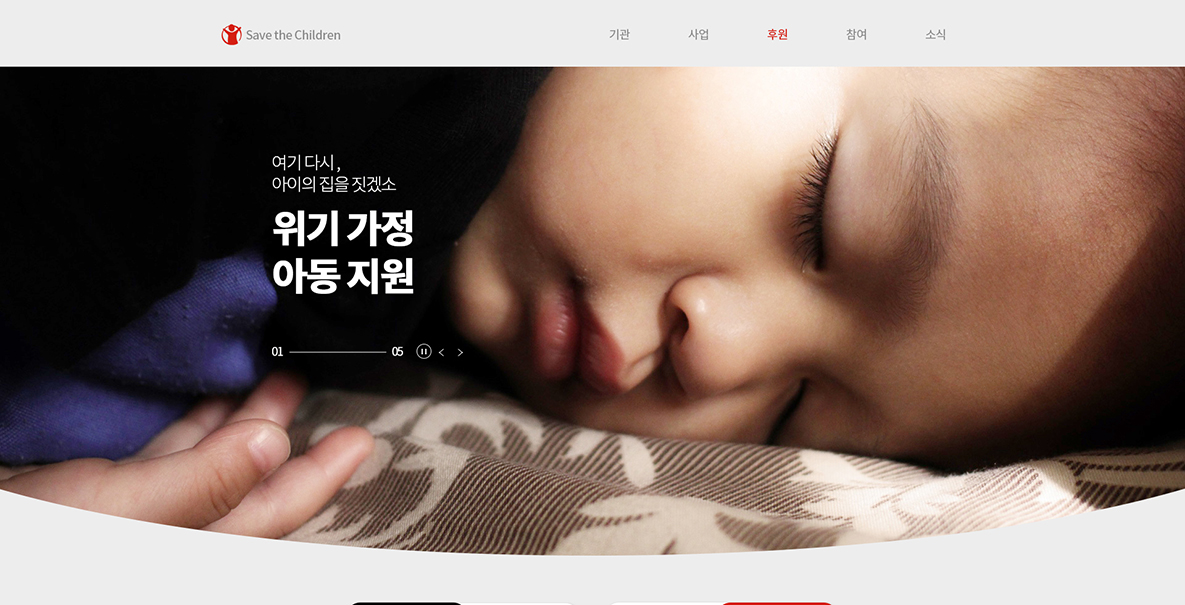 Save the Children
기관 사업 후원 참여 소식
여기 다시,
아이의 집을 짓겠소
위기 가정
아동 지원
01 05